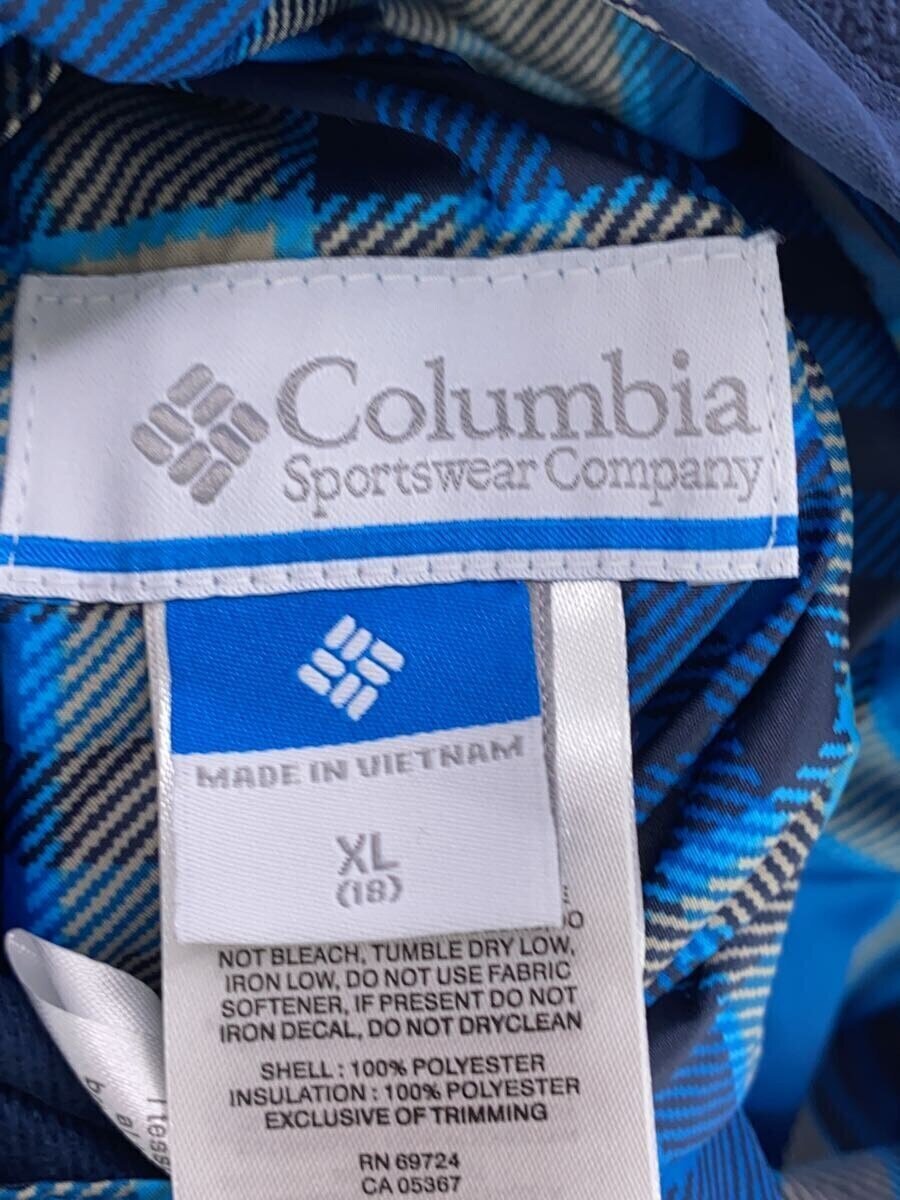 Columbia
Sportswear Company
MADE IN VIETNAM
XL
(18)
NOT BLEACH, TUMBLE DRY LOW,
IRON LOW, DO NOT USE FABRIC
SOFTENER, IF PRESENT DO NOT
IRON DECAL, DO NOT DRYCLEAN
SHELL : 100% POLYESTER
INSULATION : 100% POLYESTER
EXCLUSIVE OF TRIMMING
RN 69724
CA 05367